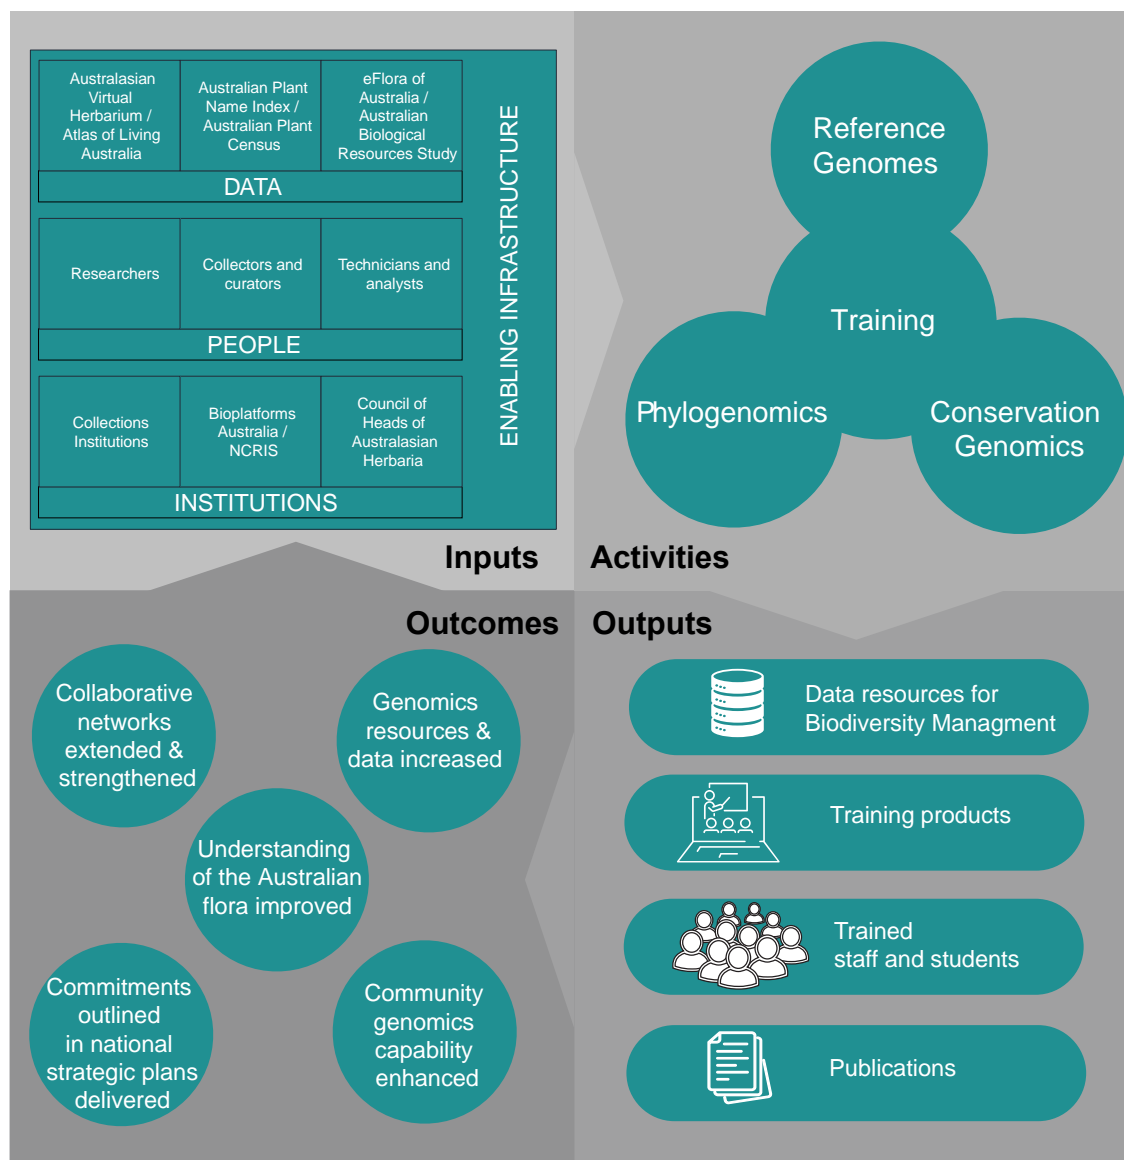 Australasian
Virtual
Herbarium /
Atlas of Living
Australia
Australian Plant
Name Index /
Australian Plant
Census
eFlora of
Australia /
Australian
Biological
Resources Study
DATA
Researchers
Collectors and
curators
Technicians and
analysts
PEOPLE
Collections
Institutions
Bioplatforms
Australia /
NCRIS
Council of
Heads of
Australasian
Herbaria
INSTITUTIONS
ENABLING INFRASTRUCTURE
Inputs
Reference
Genomes
Training
Phylogenomics
Conservation
Genomics
Activities
Outcomes
Collaborative
networks
extended &
strengthened
Genomics
resources &
data increased
Understanding
of the Australian
flora improved
Commitments
outlined
in national
strategic plans
delivered
Community
genomics
capability
enhanced
Outputs
Data resources for
Biodiversity Managment
Training products
Trained
staff and students
Publications